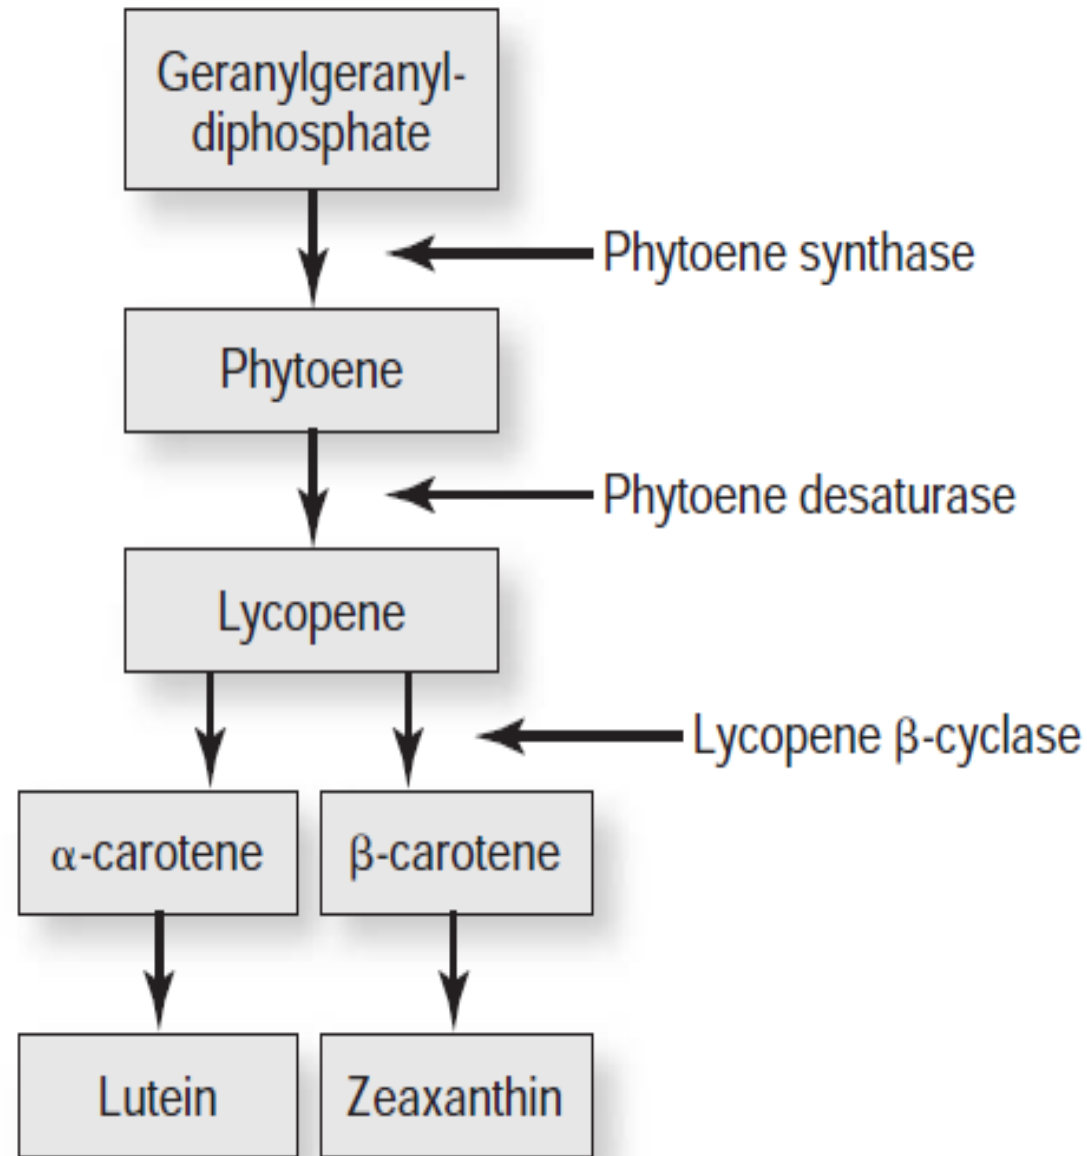 Geranylgeranyl-
diphosphate
Phytoene synthase
Phytoene
Phytoene desaturase
Lycopene
Lycopene β-cyclase
α-carotene
β-carotene
Lutein
Zeaxanthin